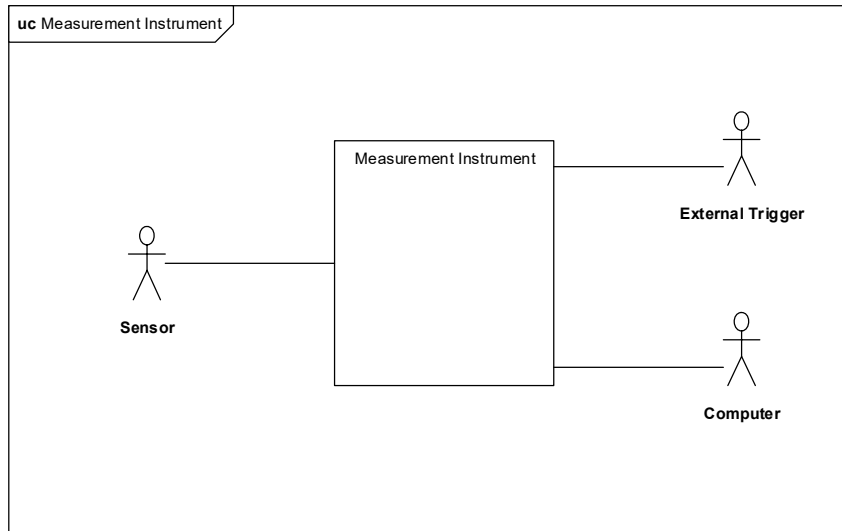 uc Measurement Instrument
Measurement Instrument
External Trigger
Sensor
Computer